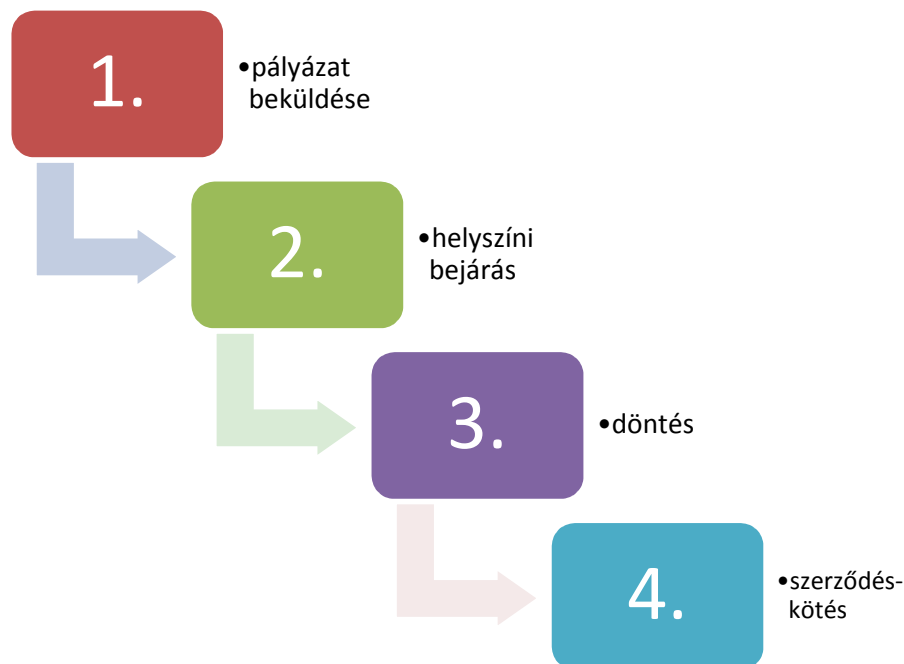 1.
•pályázat
beküldése
2.
•helyszíni
bejárás
3.
•döntés
4.
•szerződés-
kötés